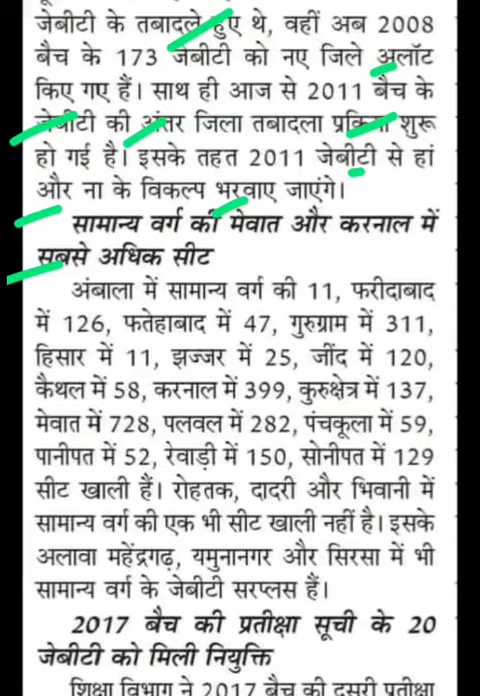 जेबीटी के तबादले हुए थे, वहीं अब 2008
बैच के 173 जेबीटी को नए जिले अलॉट
किए गए हैं। साथ ही आज से 2011 बैच के
जेबीटी की अंतर जिला तबादला प्रक्रिया शुरू
हो गई है। इसके तहत 2011 जेबीटी से हां
और ना के विकल्प भरवाए जाएंगे।
सामान्य वर्ग की मेवात और करनाल में
सबसे अधिक सीट
अंबाला में सामान्य वर्ग की 11, फरीदाबाद
में 126, फतेहाबाद में 47, गुरुग्राम में 311,
हिसार में 11, झज्जर में 25, जींद में 120,
कैथल में 58, करनाल में 399, कुरुक्षेत्र में 137,
मेवात में 728, पलवल में 282, पंचकूला में 59,
पानीपत में 52, रेवाड़ी में 150, सोनीपत में 129
सीट खाली हैं। रोहतक, दादरी और भिवानी में
सामान्य वर्ग की एक भी सीट खाली नहीं है। इसके
अलावा महेंद्रगढ़, यमुनानगर और सिरसा में भी
सामान्य वर्ग के जेबीटी सरप्लस हैं।
2017 बैच की प्रतीक्षा सूची के 20
जेबीटी को मिली नियुक्ति
शिक्षा विभाग ने 2017 बैच की दूसरी प्रतीक्षा